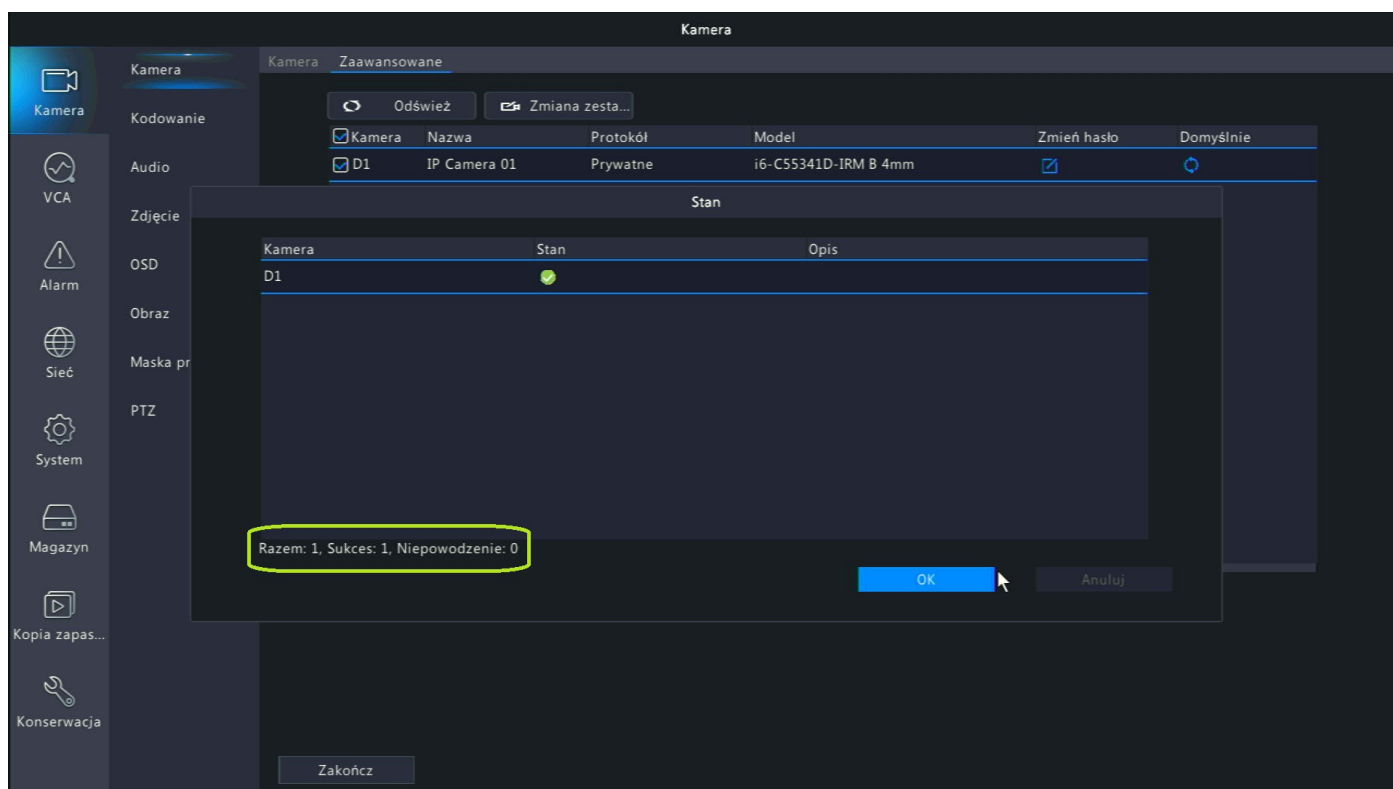 Kamera
Kamera
VCA
Alarm
Sieć
System
Magazyn
Kopia zapas...
Konserwacja
Kamera
Kodowanie
Audio
Zdjęcie
OSD
Obraz
Maska pr
PTZ
Kamera Zaawansowane
Odśwież Zmiana zesta...
Kamera Nazwa Protokół Model Zmień hasło Domyślnie
D1 IP Camera 01 Prywatne i6-C55341D-IRM B 4mm
Stan
Kamera Stan Opis
D1
Razem: 1, Sukces: 1, Niepowodzenie: 0
OK Anuluj
Zakończ